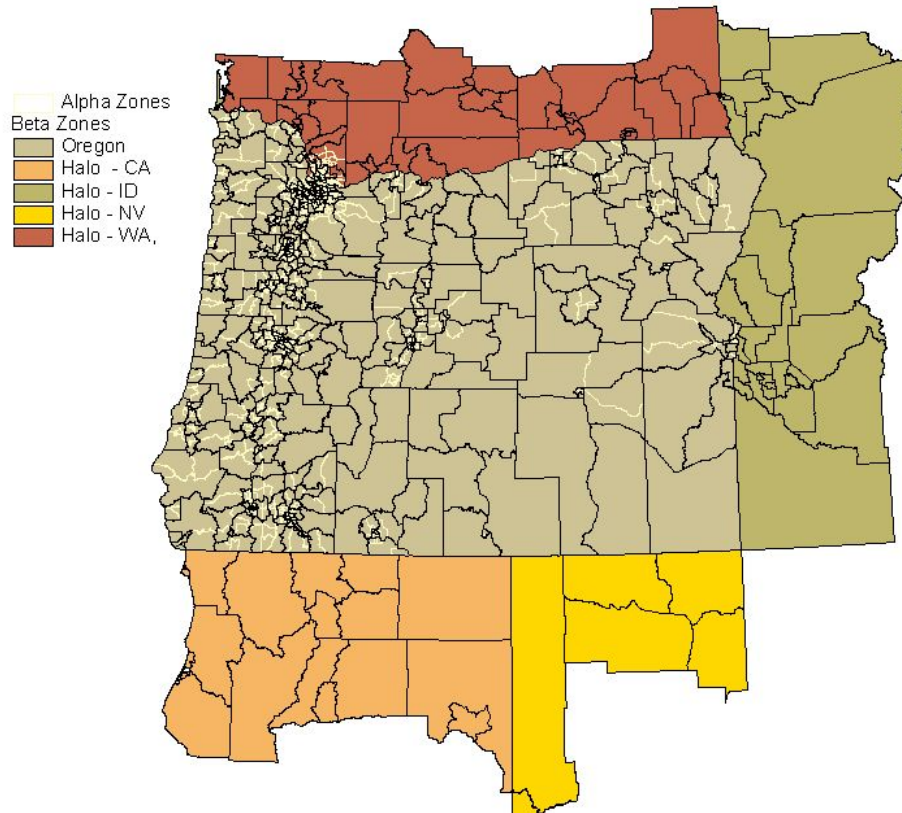 Alpha Zones
Beta Zones
Oregon
Halo - CA
Halo - ID
Halo - NV
Halo - WA,